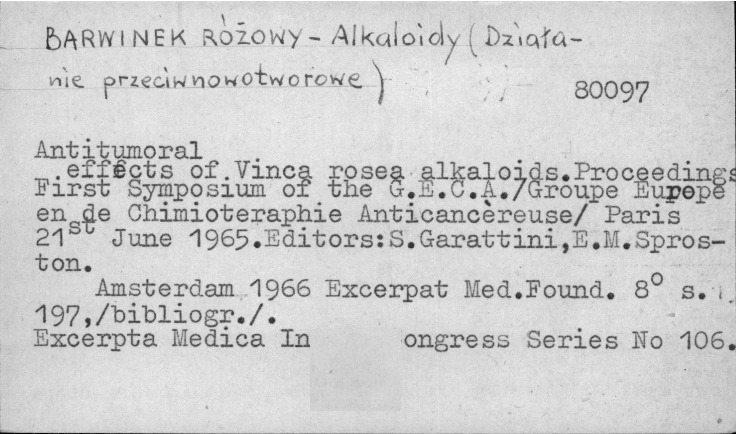 BARWINEK RÓŻOWY - Alkaloidy (Działa-
nie przeciwnowotworowe)
80097
Antitumoral
effects of Vinca rosea alkaloids.Proceedings
First Symposium of the G.E.C.A./Groupe Europe
en de Chimioteraphie Anticancèreuse/ Paris
21st June 1965.Editors:S.Garattini,E.M.Spros-
ton.
Amsterdam 1966 Excerpat Med.Found. 8° s.
197,/bibliogr./.
Excerpta Medica In ongress Series No 106.